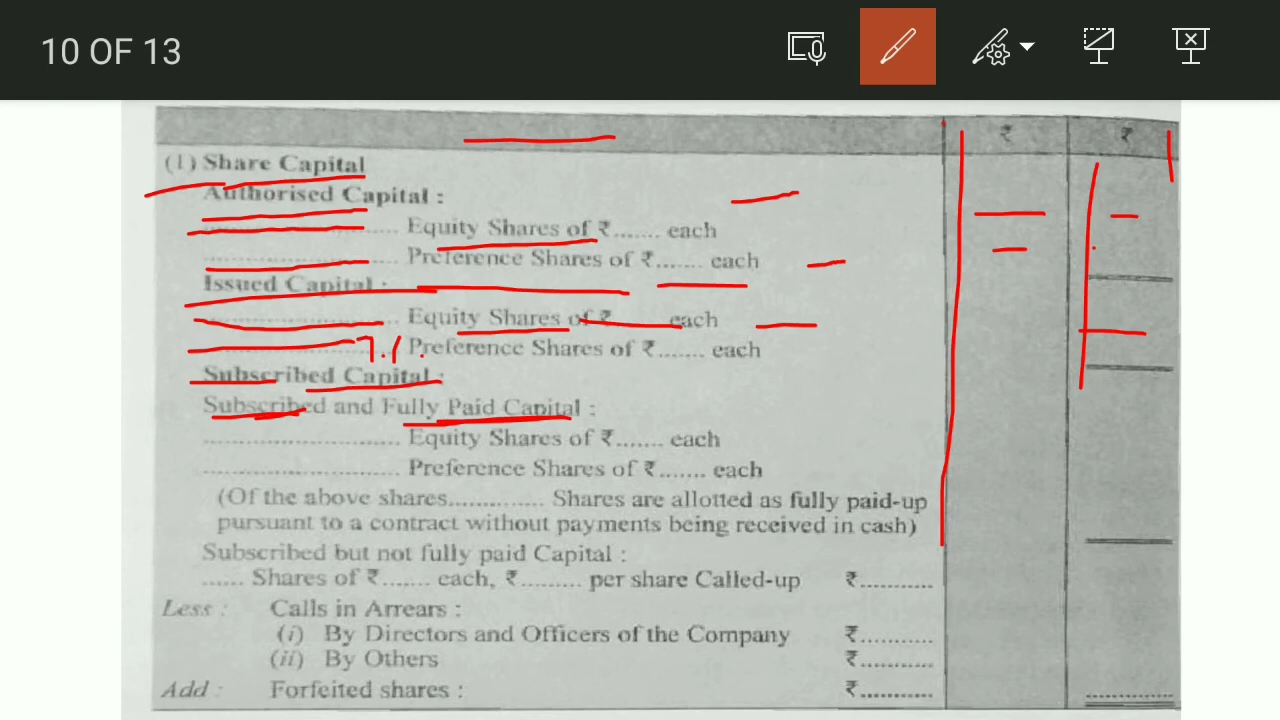 10 OF 13
₹ ₹
(1) Share Capital
Authorised Capital :
.............................. Equity Shares of ₹....... each
.............................. Preference Shares of ₹....... each
Issued Capital :
.............................. Equity Shares of ₹ each
.............................. Preference Shares of ₹....... each
Subscribed Capital :
Subscribed and Fully Paid Capital :
.............................. Equity Shares of ₹....... each
.............................. Preference Shares of ₹....... each
(Of the above shares.............. Shares are allotted as fully paid-up
pursuant to a contract without payments being received in cash)
Subscribed but not fully paid Capital :
...... Shares of ₹....... each, ₹......... per share Called-up ₹...........
Less : Calls in Arrears :
(i) By Directors and Officers of the Company ₹...........
(ii) By Others ₹...........
Add : Forfeited shares : ₹........... ...............